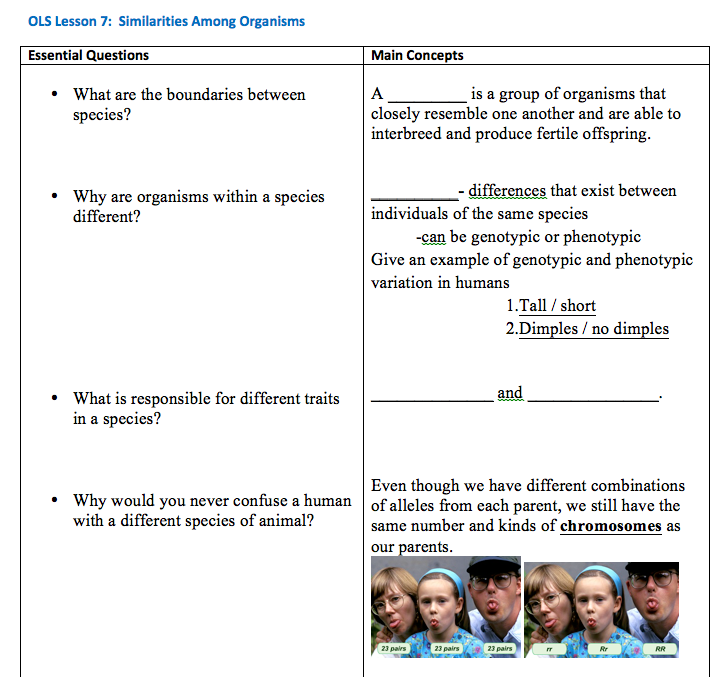 OLS Lesson 7:  Similarities Among Organisms
Essential Questions
Main Concepts
• What are the boundaries between
species?
A _________ is a group of organisms that
closely resemble one another and are able to
interbreed and produce fertile offspring.
• Why are organisms within a species
different?
__________- differences that exist between
individuals of the same species
-can be genotypic or phenotypic
Give an example of genotypic and phenotypic
variation in humans
1.Tall / short
2.Dimples / no dimples
• What is responsible for different traits
in a species?
______________ and _______________.
• Why would you never confuse a human
with a different species of animal?
Even though we have different combinations
of alleles from each parent, we still have the
same number and kinds of chromosomes as
our parents.
23 pairs 23 pairs 23 pairs
rr Rr RR